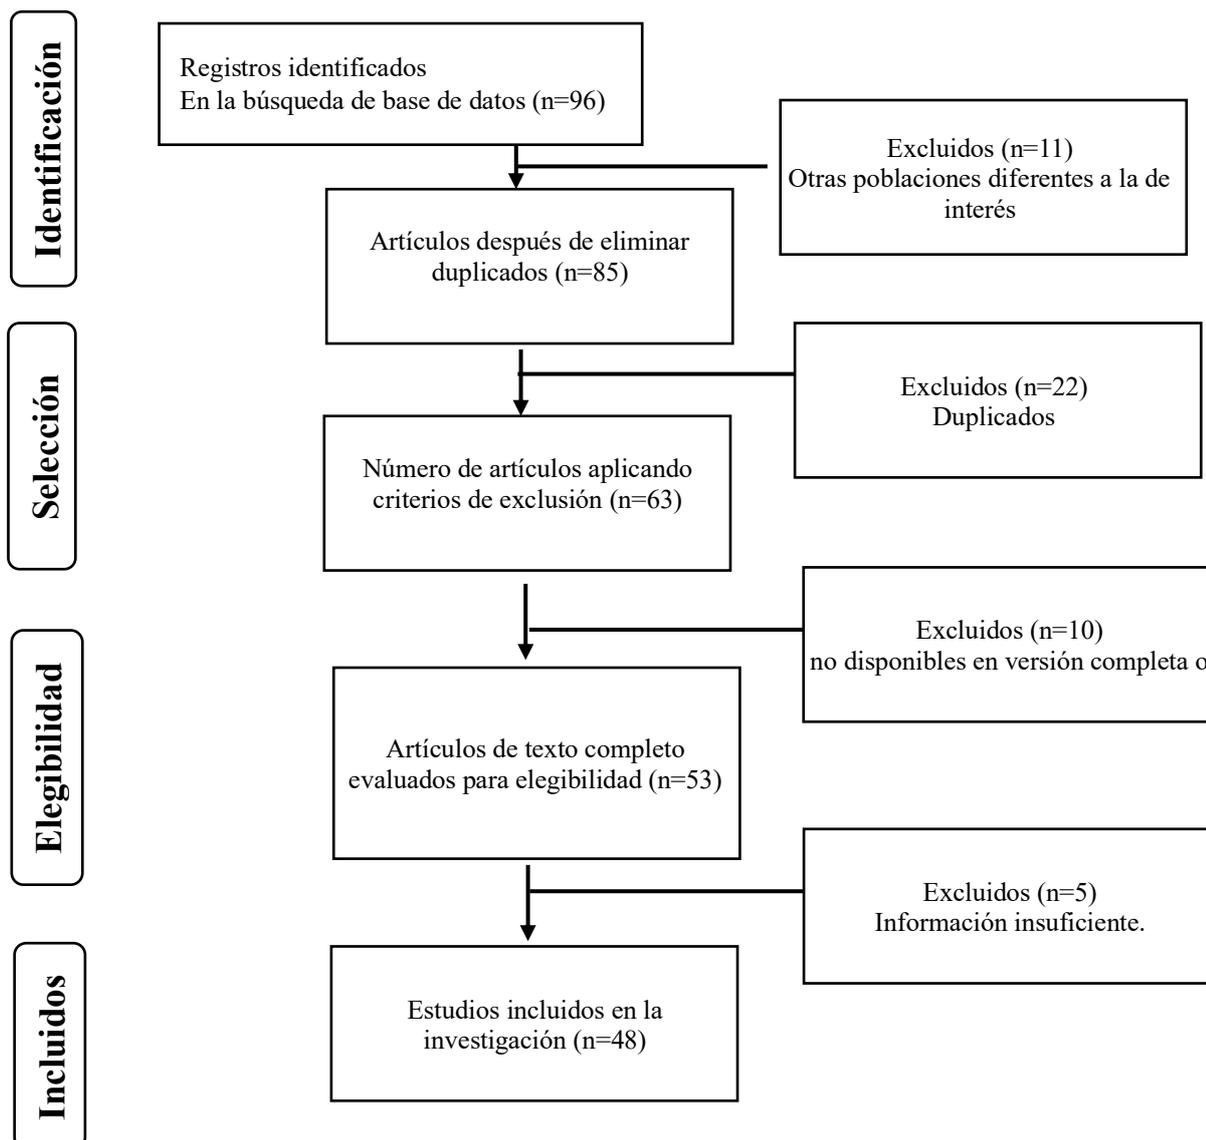 Identificación
Registros identificados
En la búsqueda de base de datos (n=96)
Excluidos (n=11)
Otras poblaciones diferentes a la de
interés
Artículos después de eliminar
duplicados (n=85)
Selección
Excluidos (n=22)
Duplicados
Número de artículos aplicando
criterios de exclusión (n=63)
Elegibilidad
Excluidos (n=10)
no disponibles en versión completa o
Artículos de texto completo
evaluados para elegibilidad (n=53)
Excluidos (n=5)
Información insuficiente.
Incluidos
Estudios incluidos en la
investigación (n=48)